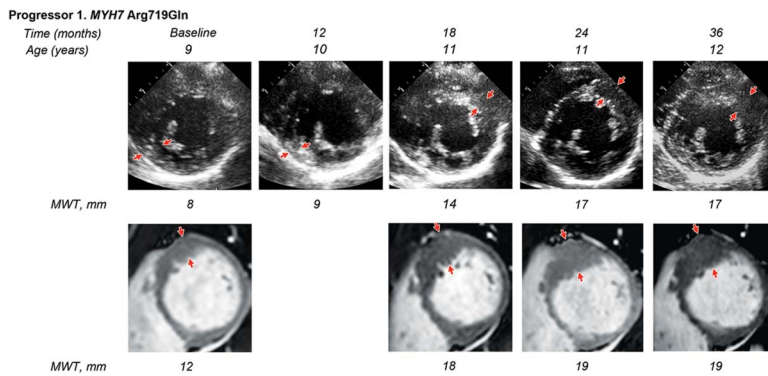 Progressor 1. MYH7 Arg719Gln
Time (months) Baseline 12 18 24 36
Age (years) 9 10 11 11 12
MWT, mm 8 9 14 17 17
MWT, mm 12 18 19 19